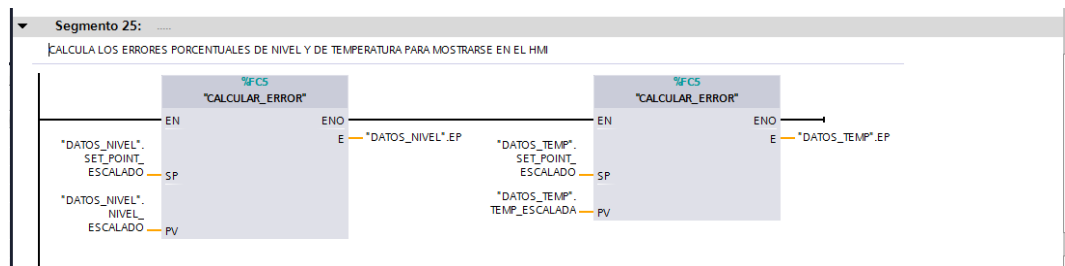 Segmento 25: .....
CALCULA LOS ERRORES PORCENTUALES DE NIVEL Y DE TEMPERATURA PARA MOSTRARSE EN EL HMI
%FC5
"CALCULAR_ERROR"
EN
ENO
"DATOS_NIVEL".
SET_POINT_
ESCALADO
SP
"DATOS_NIVEL".
NIVEL_
ESCALADO
PV
E
"DATOS_NIVEL".EP
%FC5
"CALCULAR_ERROR"
EN
ENO
"DATOS_TEMP".
SET_POINT_
ESCALADO
SP
"DATOS_TEMP".
TEMP_ESCALADA
PV
E
"DATOS_TEMP".EP